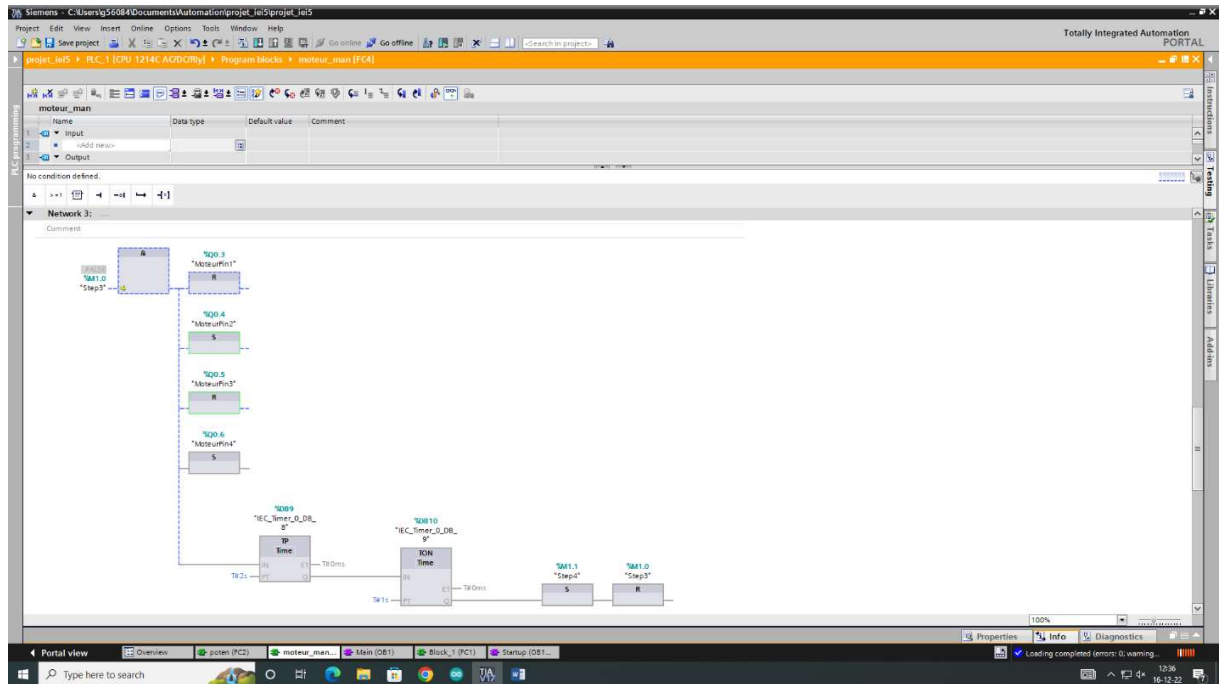 Siemens - C:\Users\g56084\Documents\Automation\projet_iei5\projet_iei5
Project Edit View Insert Online Options Tools Window Help
Totally Integrated Automation
PORTAL
Save project Go online Go offline <Search in project>
projet_iei5 PLC_1 [CPU 1214C AC/DC/Rly] Program blocks moteur_man [FC4]
moteur_man
Name Data type Default value Comment
1 Input
2 <Add new>
3 Output
No condition defined.
& >=1
Network 3:
Comment
&
FALSE
%M1.0
"Step3"
%Q0.3
"MoteurPin1"
R
%Q0.4
"MoteurPin2"
S
%Q0.5
"MoteurPin3"
R
%Q0.6
"MoteurPin4"
S
%DB9
"IEC_Timer_0_DB_
8"
TP
Time
IN ET T#0ms
T#2s PT Q
%DB10
"IEC_Timer_0_DB_
9"
TON
Time
IN
ET T#0ms
T#1s PT Q
%M1.1
"Step4"
S
%M1.0
"Step3"
R
100%
Properties Info Diagnostics
PLC programming
Instructions
Testing
Tasks
Libraries
Add-ins
Portal view Overview poten (FC2) moteur_man... Main (OB1) Block_1 (FC1) Startup (OB1...
Loading completed (errors: 0; warning...
Type here to search
12:36
16-12-22